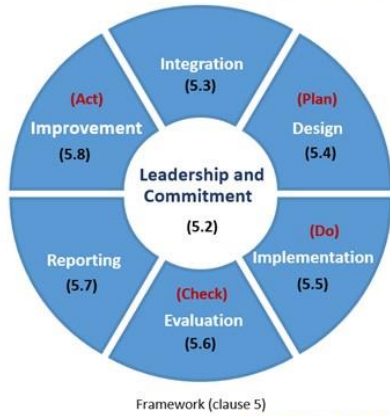 Integration
(5.3)
(Plan)
Design
(5.4)
(Do)
Implementation
(5.5)
(Check)
Evaluation
(5.6)
Reporting
(5.7)
(Act)
Improvement
(5.8)
Leadership and
Commitment
(5.2)
Framework (clause 5)